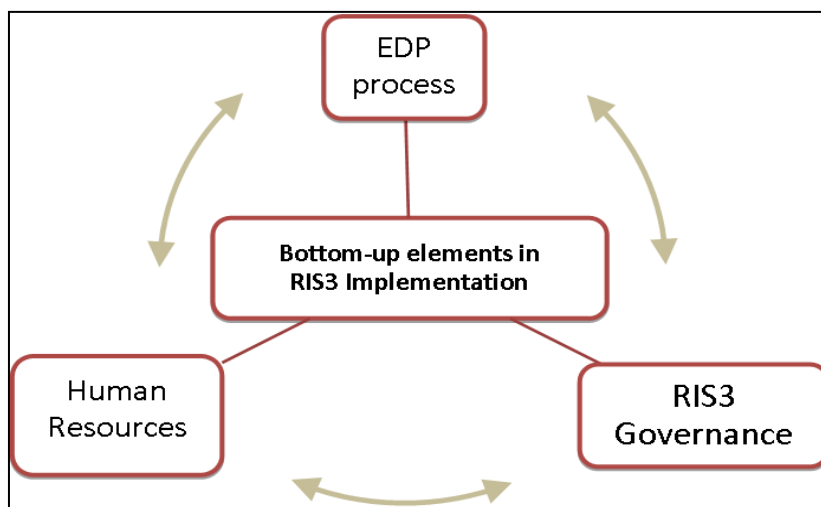 EDP
process
Bottom-up elements in
RIS3 Implementation
Human
Resources
RIS3
Governance